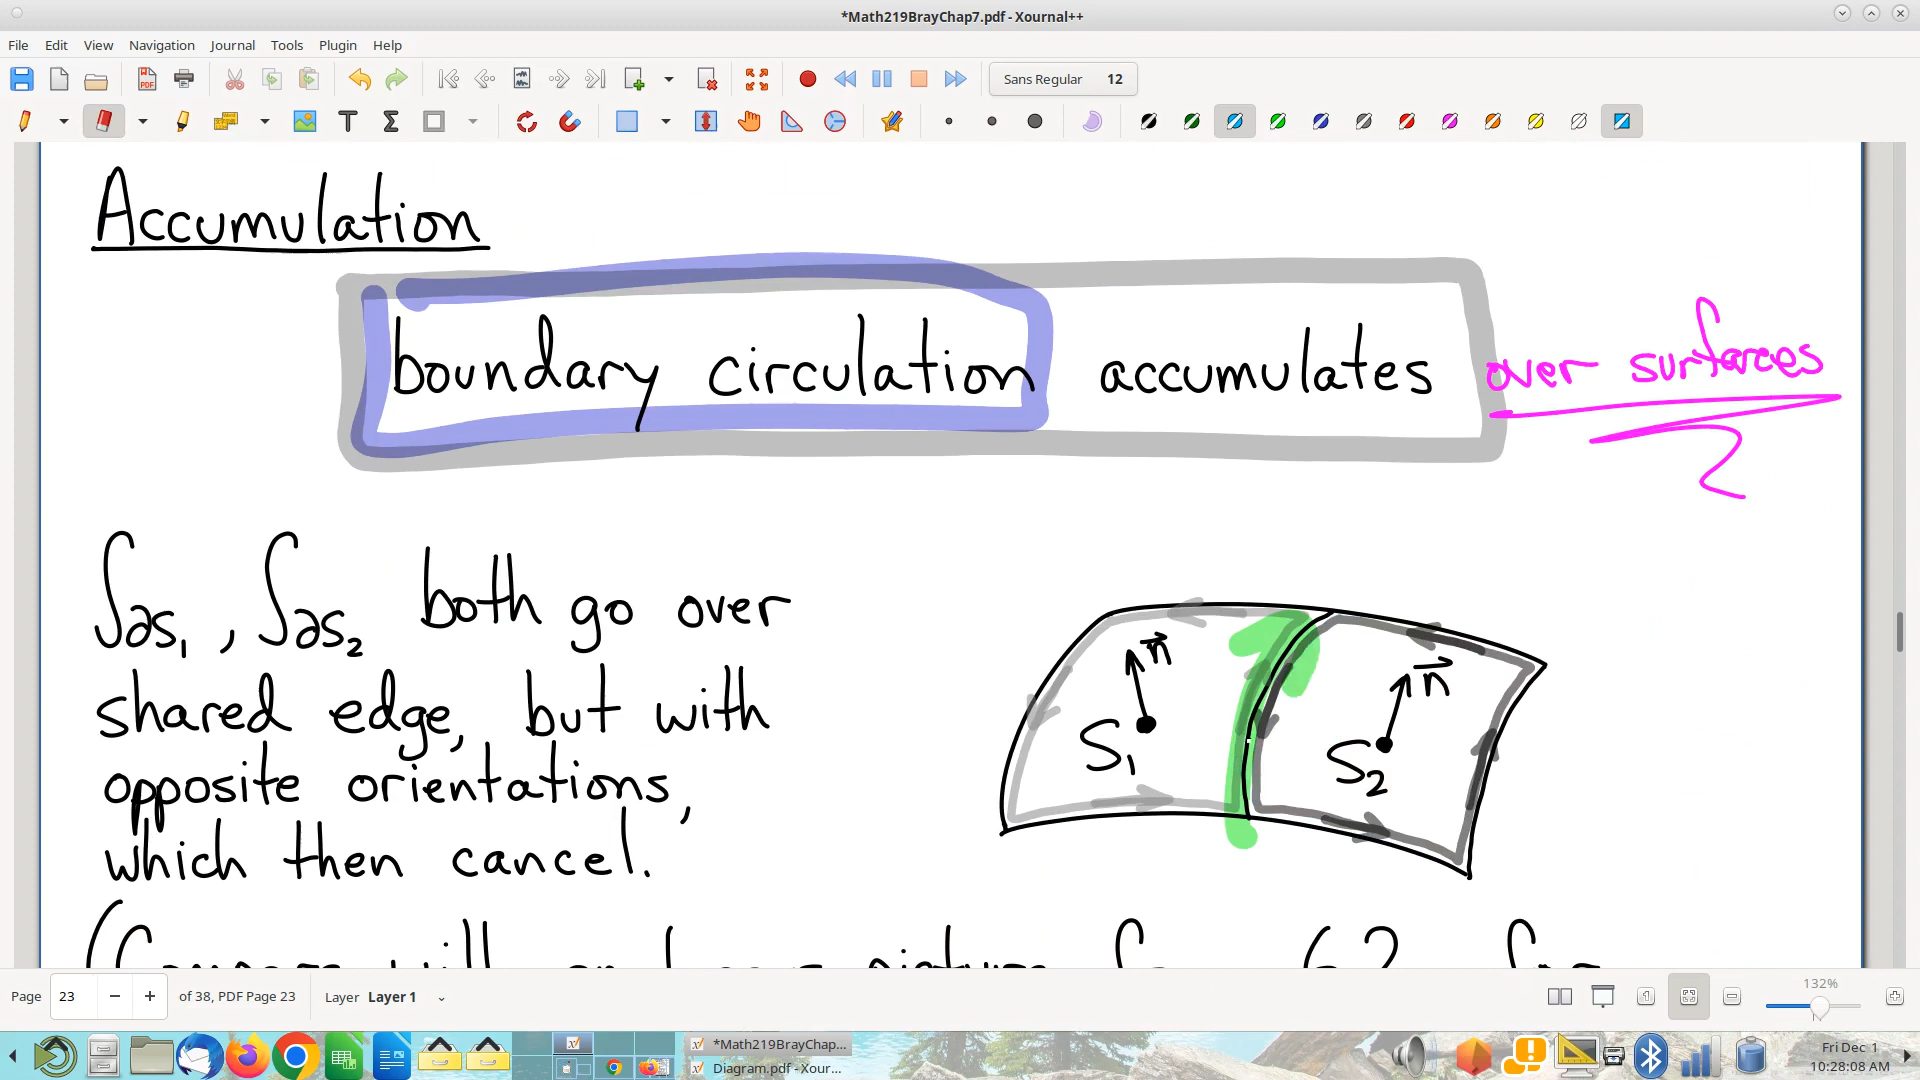 *Math219BrayChap7.pdf - Xournal++
File Edit View Navigation Journal Tools Plugin Help
Sans Regular 12
Accumulation
boundary circulation accumulates over surfaces
∫∂S₁ , ∫∂S₂ both go over
shared edge, but with
opposite orientations,
which then cancel.
n⃗ n⃗
S₁ S₂
Page 23 of 38, PDF Page 23 Layer Layer 1 132%
*Math219BrayChap...
Diagram.pdf - Xour...
Fri Dec 1
10:28:08 AM